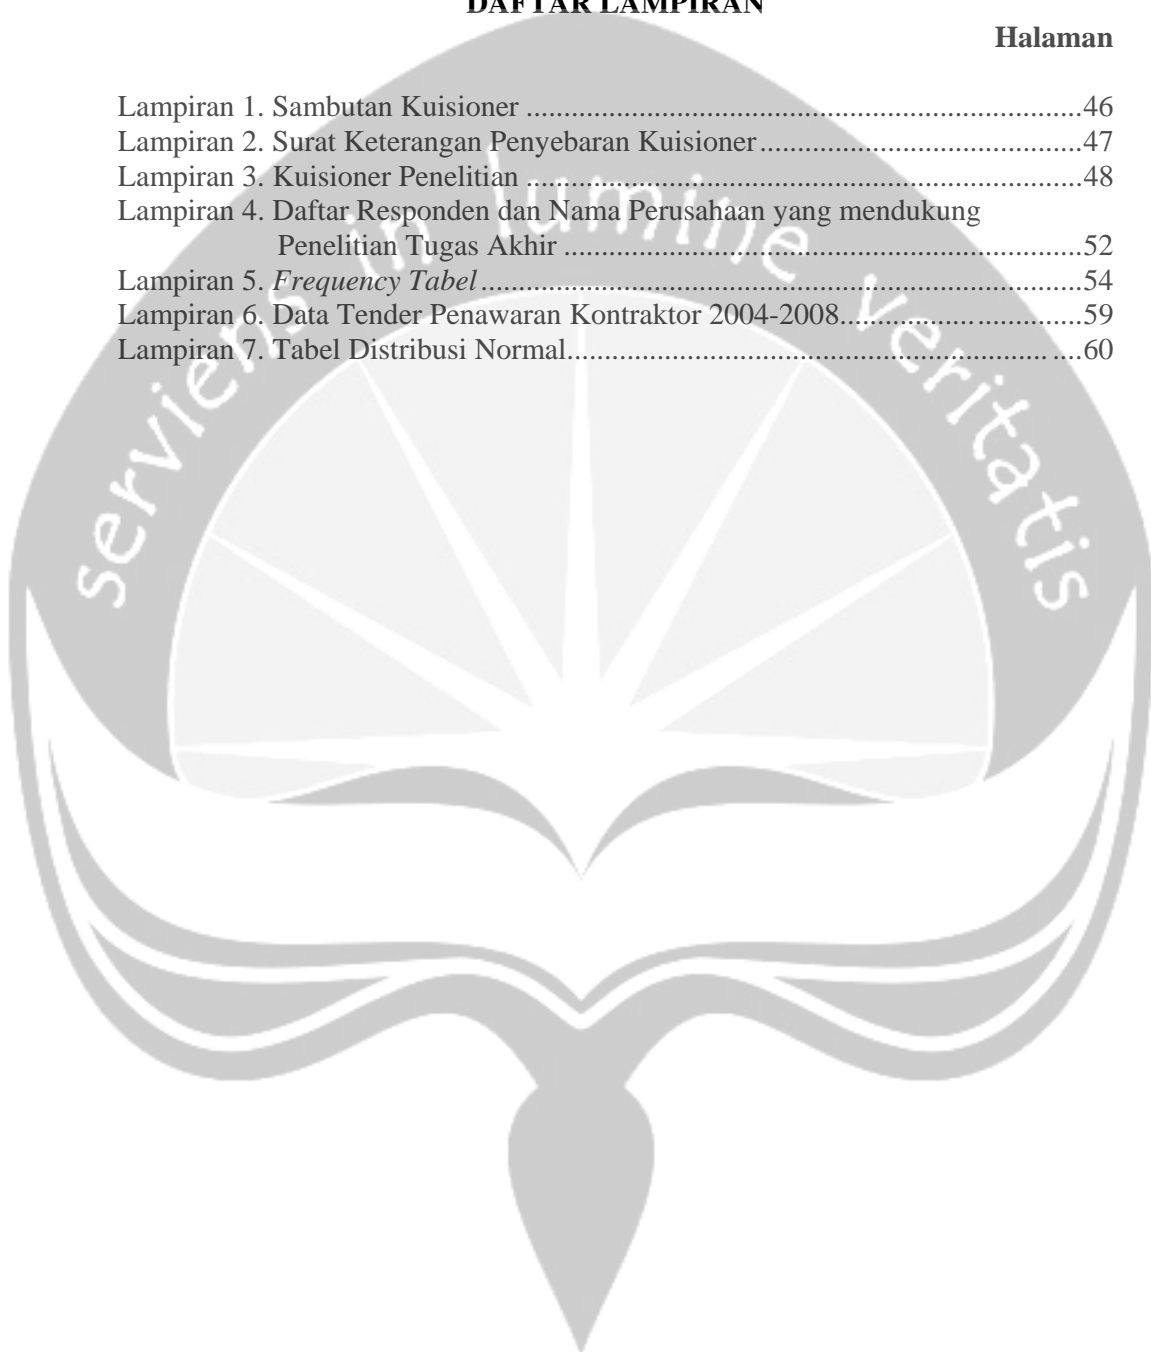 DAFTAR LAMPIRAN
Halaman
Lampiran 1. Sambutan Kuisioner ..........................................................................46
Lampiran 2. Surat Keterangan Penyebaran Kuisioner...........................................47
Lampiran 3. Kuisioner Penelitian ..........................................................................48
Lampiran 4. Daftar Responden dan Nama Perusahaan yang mendukung
Penelitian Tugas Akhir .....................................................................52
Lampiran 5. Frequency Tabel................................................................................54
Lampiran 6. Data Tender Penawaran Kontraktor 2004-2008................................59
Lampiran 7. Tabel Distribusi Normal................................................................ ....60
serviens in lumine veritatis